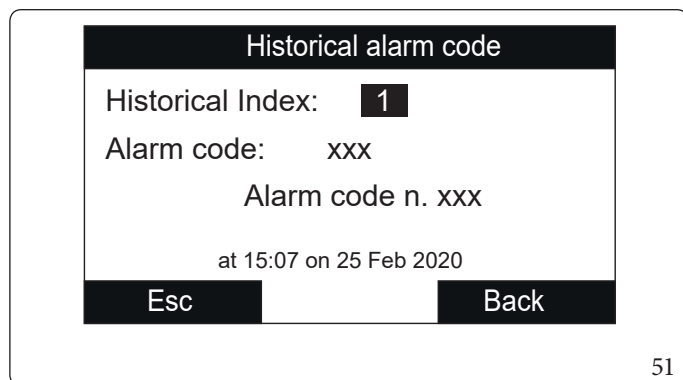 Historical alarm code
Historical Index: 1
Alarm code: xxx
Alarm code n. xxx
at 15:07 on 25 Feb 2020
Esc Back
51